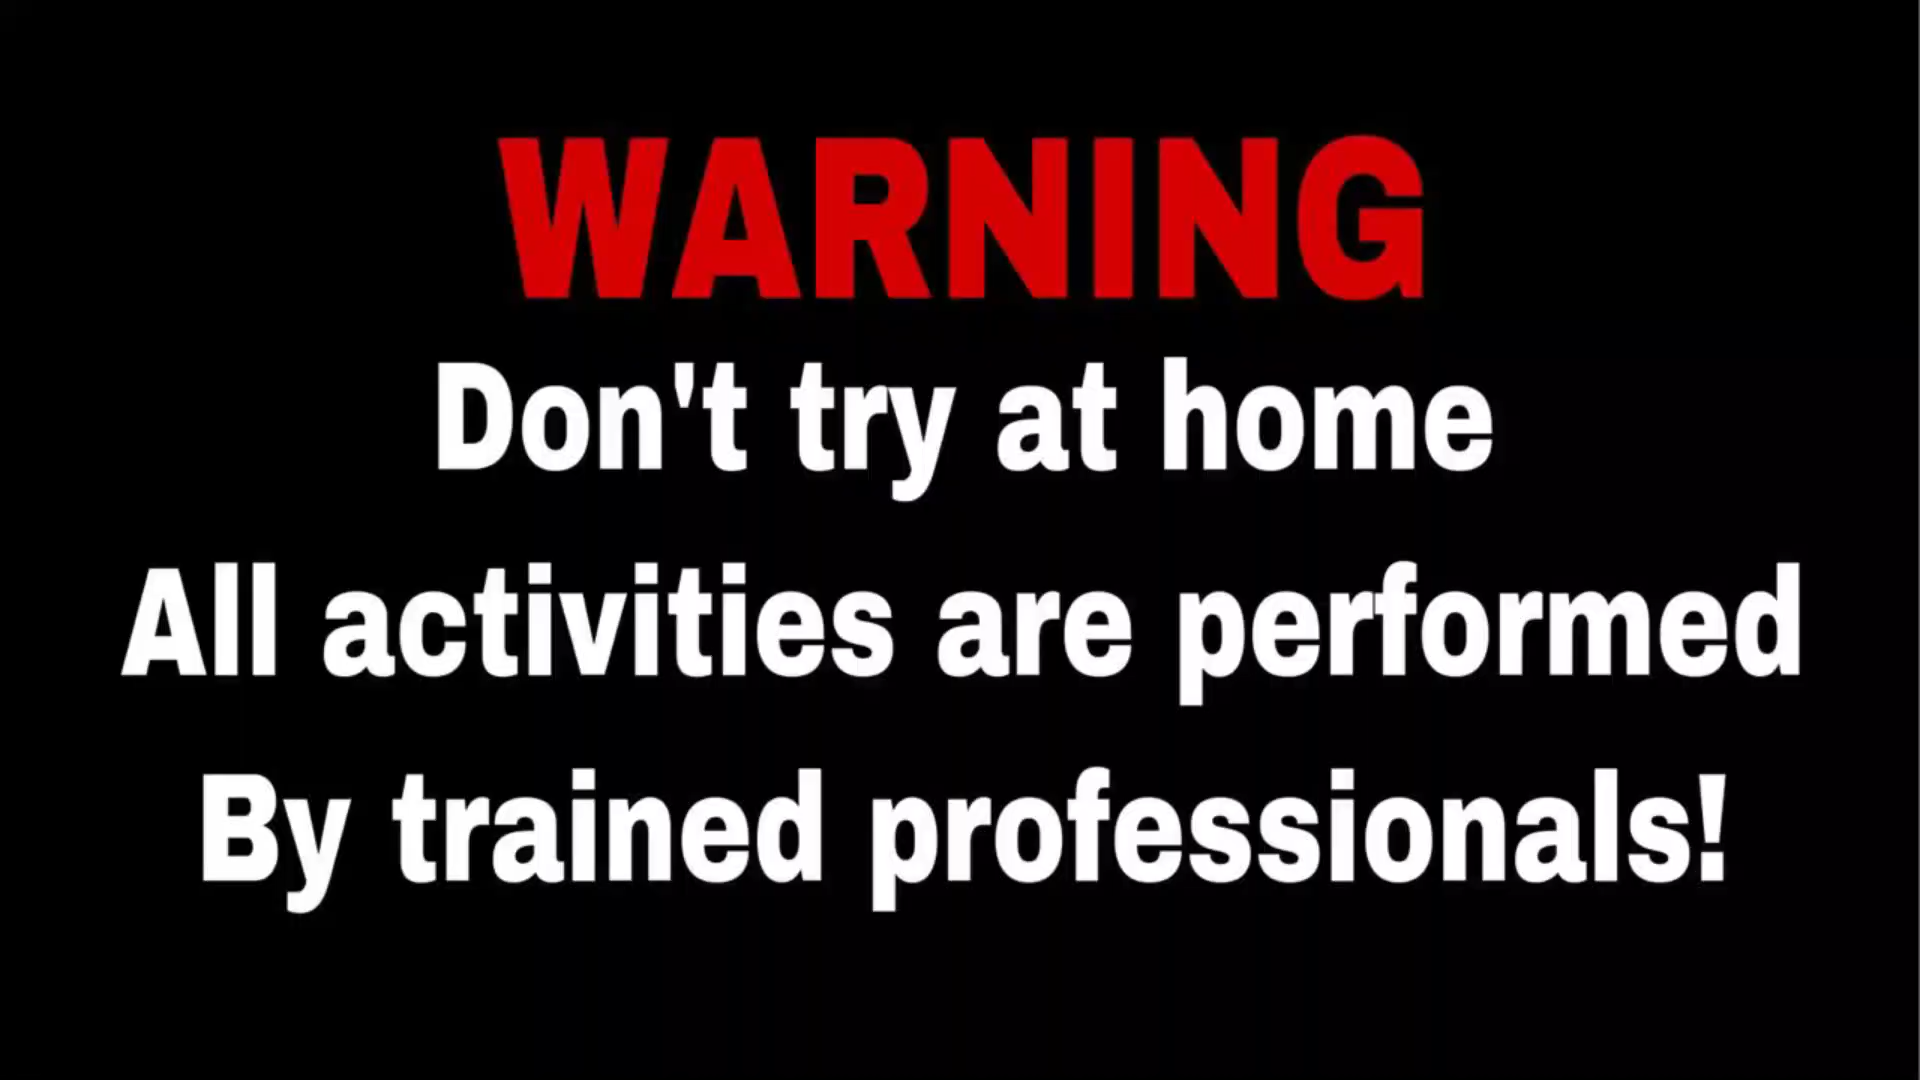 WARNING
Don't try at home
All activities are performed
By trained professionals!